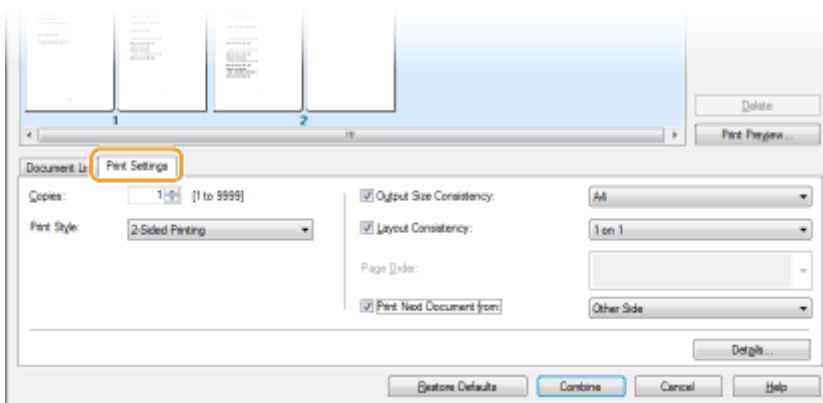 1 2
Delete
Print Preview...
Document Li Print Settings
Copies: 1 [1 to 9999] Output Size Consistency: A4
Print Style: 2-Sided Printing Layout Consistency: 1 on 1
Page Order:
Print Next Document from: Other Side
Details...
Restore Defaults Combine Cancel Help